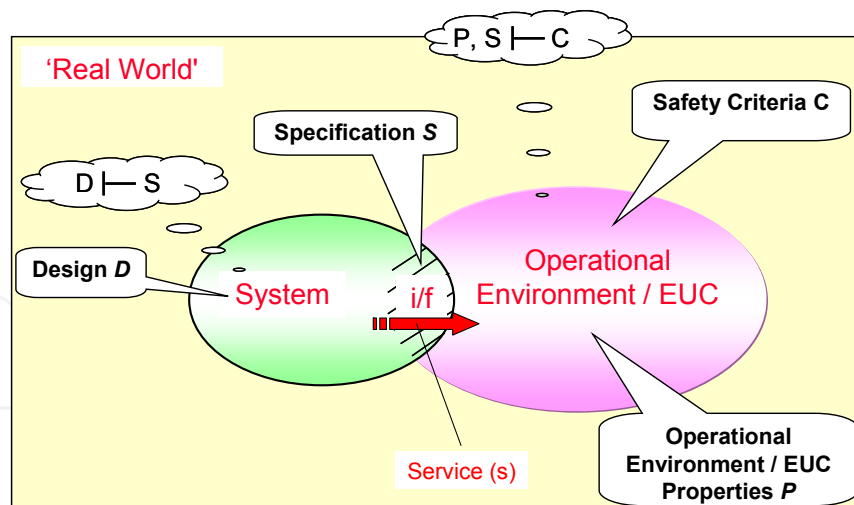 P, S ⊢ C
‘Real World'
Safety Criteria C
Specification S
D ⊢ S
Design D
System
i/f
Operational
Environment / EUC
Operational
Environment / EUC
Properties P
Service (s)